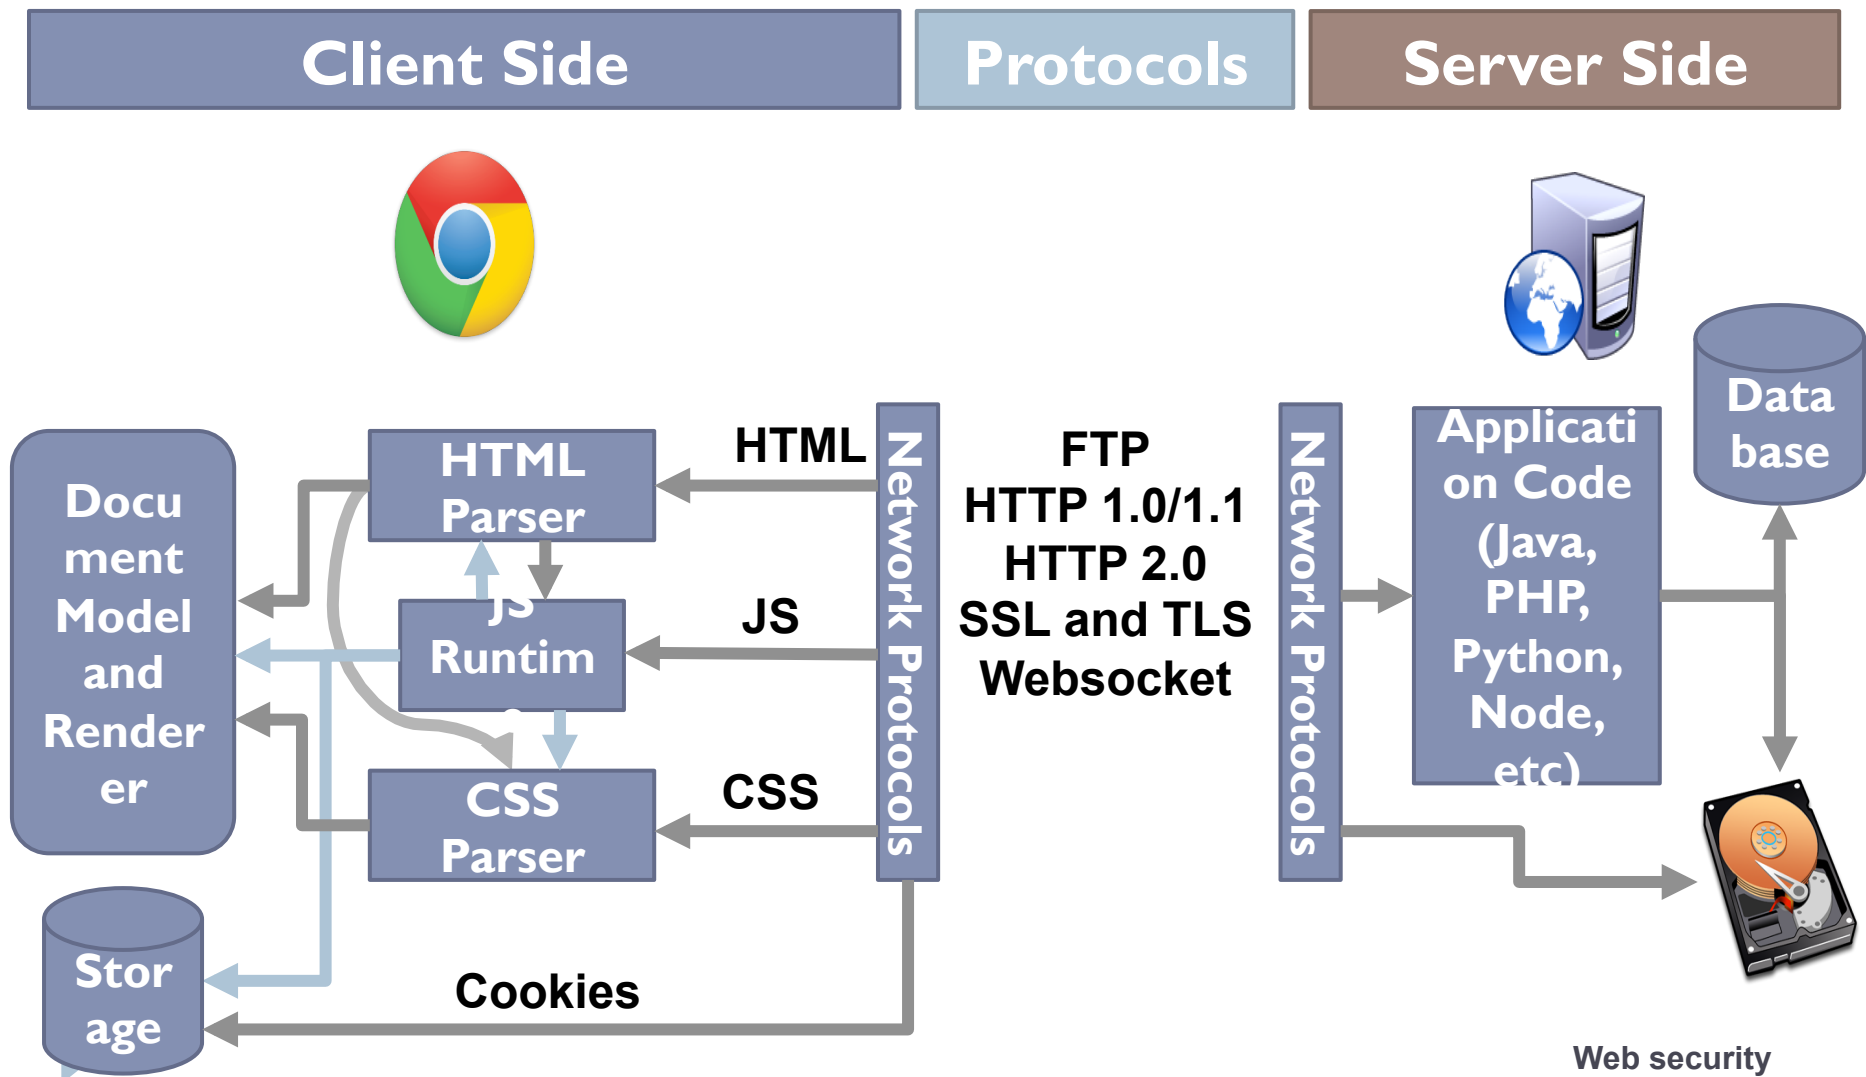 Client Side
Protocols
Server Side
Docu
ment
Model
and
Render
er
HTML
Parser
JS
Runtim
CSS
Parser
Stor
age
HTML
JS
CSS
Cookies
Network Protocols
FTP
HTTP 1.0/1.1
HTTP 2.0
SSL and TLS
Websocket
Network Protocols
Applicati
on Code
(Java,
PHP,
Python,
Node,
etc)
Data
base
Web security